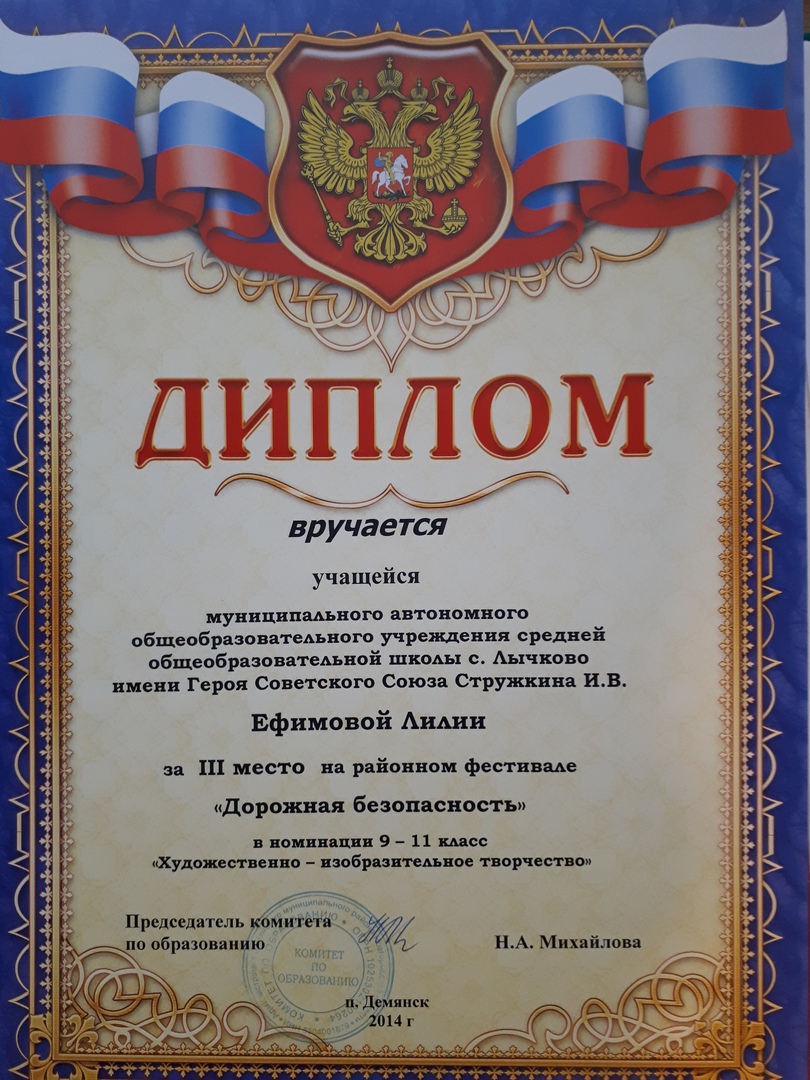 ДИПЛОМ
вручается
учащейся
муниципального автономного
общеобразовательного учреждения средней
общеобразовательной школы с. Лычково
имени Героя Советского Союза Стружкина И.В.
Ефимовой Лилии
за III место на районном фестивале
«Дорожная безопасность»
в номинации 9 – 11 класс
«Художественно – изобразительное творчество»
Председатель комитета
по образованию
Н.А. Михайлова
КОМИТЕТ
ПО
ОБРАЗОВАНИЮ
п. Демянск
2014 г